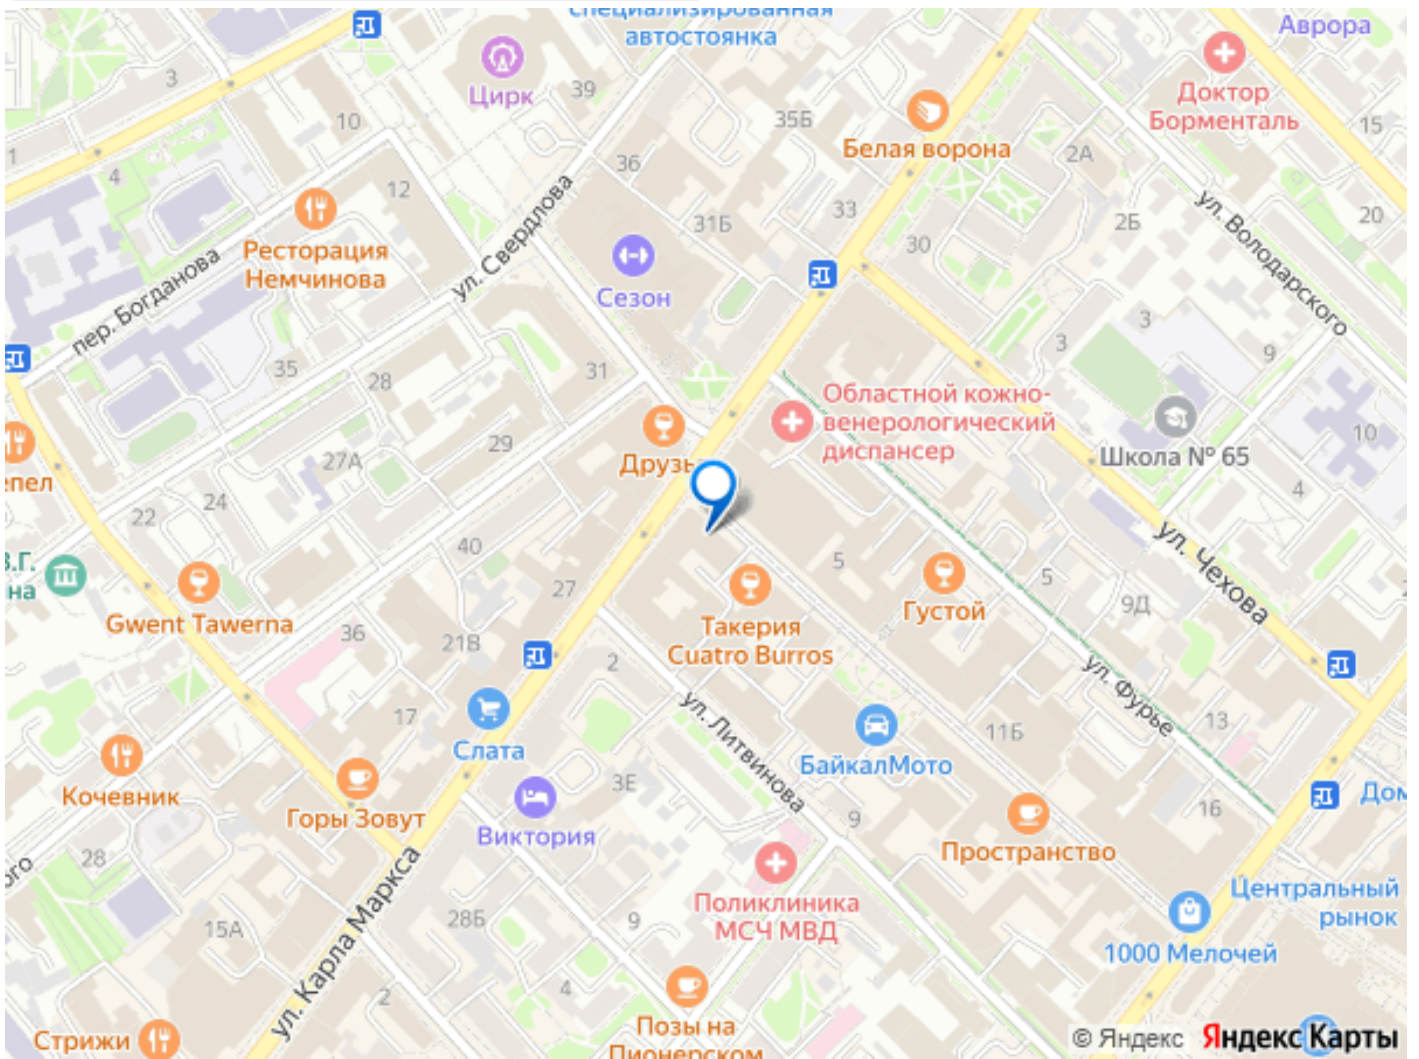 специализированная
автостоянка
Аврора
Цирк
39
3
Доктор
Борменталь
10
35Б
15
1
Белая ворона
2А
4
12
36
ул. Свердлова
31Б
33
2Б
20
ул. Володарского
Ресторация
Немчинова
30
пер. Богданова
Сезон
3
3
9
35
28
31
Областной кожно-
венерологический
диспансер
10
29
Школа № 65
27А
Друзь
епел
24
22
4
40
5
ул. Чехова
В.Г.
на
27
Густой
5
9Д
Gwent Tawerna
36
21В
Такерия
Cuatro Burros
2
ул. Фурье
17
ул. Литвинова
13
11Б
Слата
БайкалМото
3Е
Кочевник
Дом
Горы Зовут
9
16
Виктория
Пространство
28
ого
ул. Карла Маркса
Центральный
рынок
Поликлиника
МСЧ МВД
15А
28Б
9
1000 Мелочей
2
4
Стрижи
Позы на
Пионерском
© Яндекс Яндекс Карты